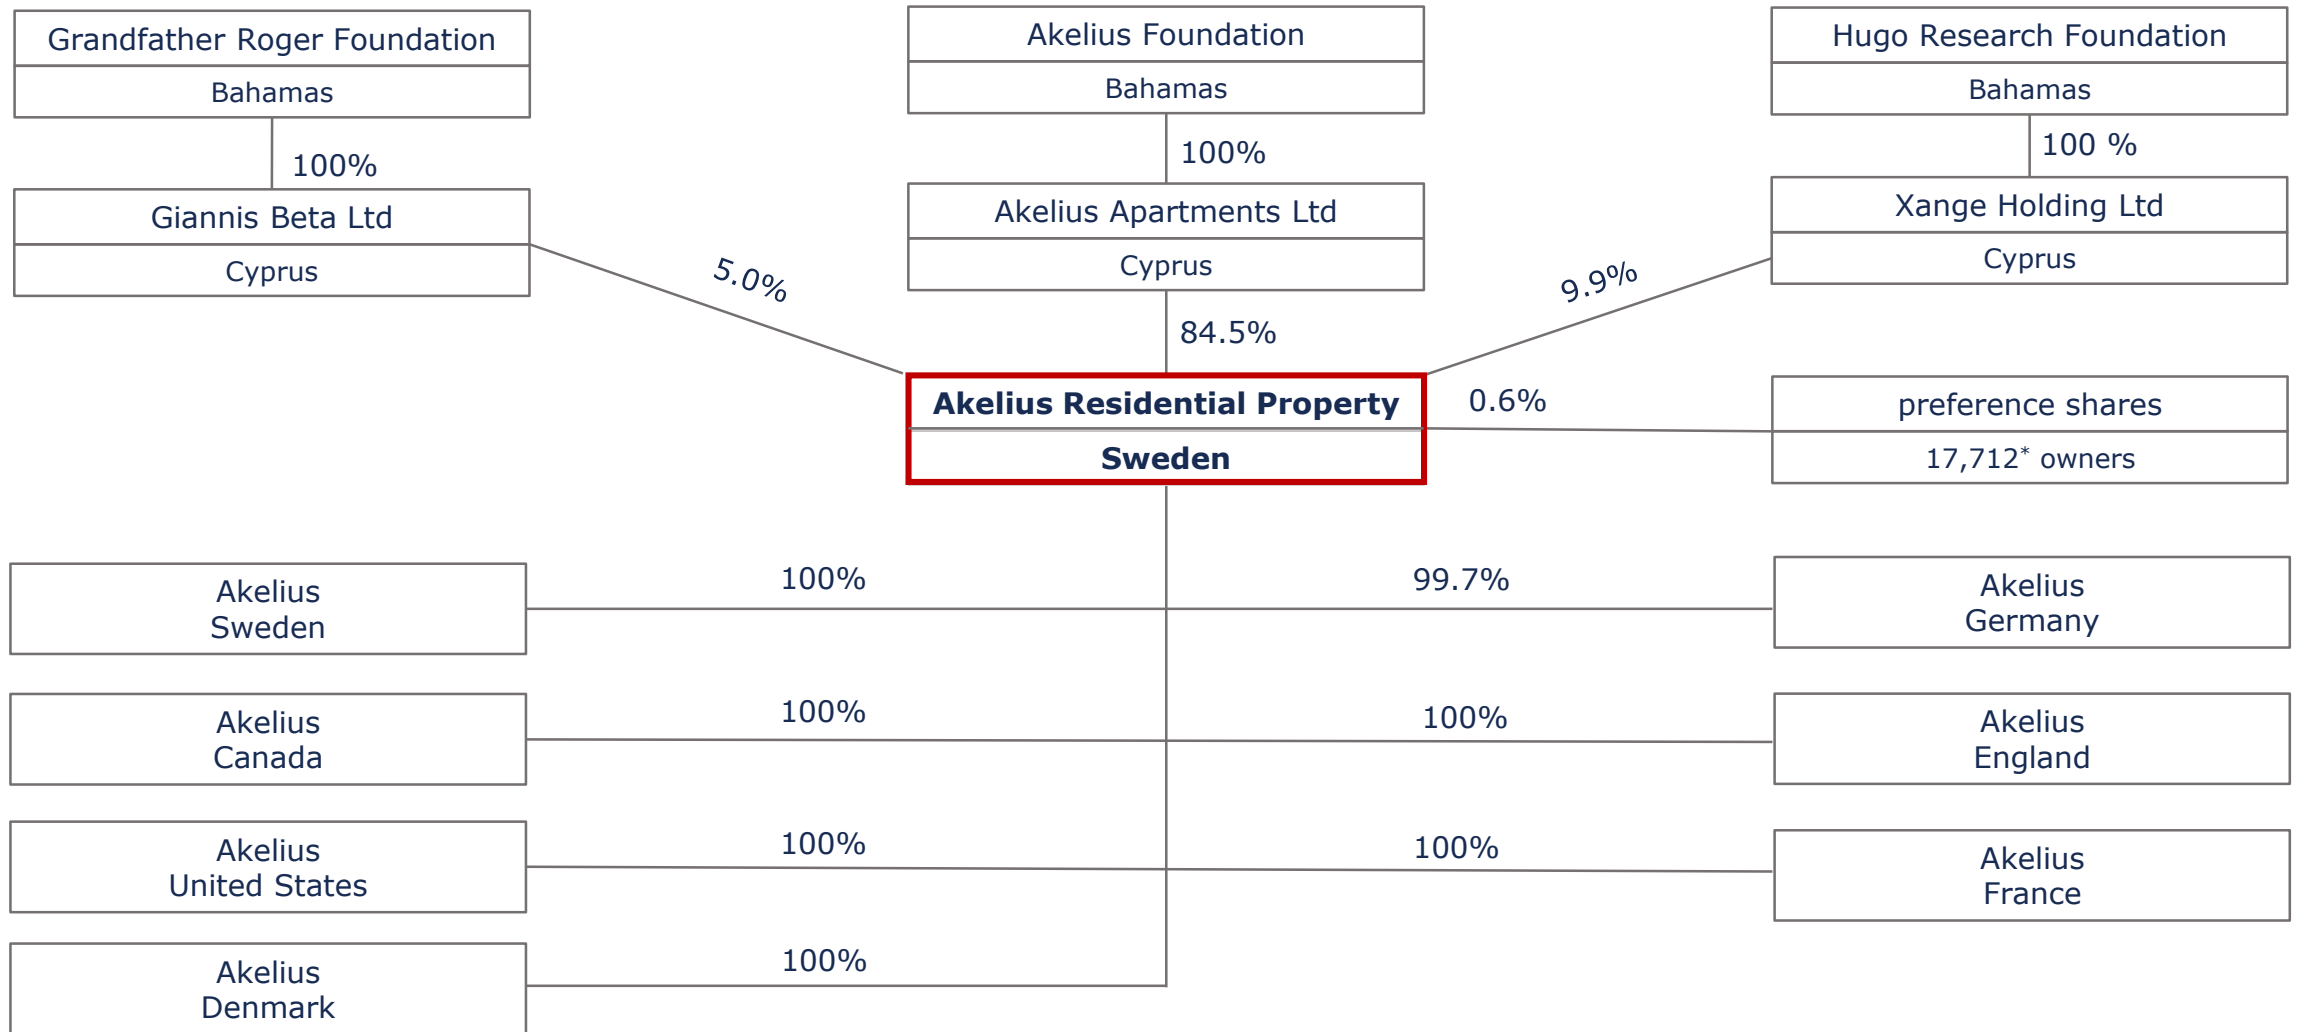 Grandfather Roger Foundation
Bahamas
Akelius Foundation
Bahamas
Hugo Research Foundation
Bahamas
100%
100%
100 %
Giannis Beta Ltd
Cyprus
Akelius Apartments Ltd
Cyprus
Xange Holding Ltd
Cyprus
5.0%
84.5%
9.9%
Akelius Residential Property
Sweden
0.6%
preference shares
17,712* owners
Akelius
Sweden
100%
99.7%
Akelius
Germany
Akelius
Canada
100%
100%
Akelius
England
Akelius
United States
100%
100%
Akelius
France
Akelius
Denmark
100%